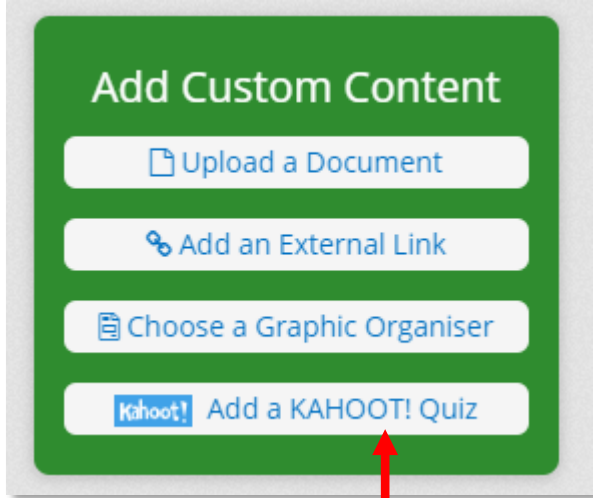 Add Custom Content
Upload a Document
Add an External Link
Choose a Graphic Organiser
Kahoot! Add a KAHOOT! Quiz